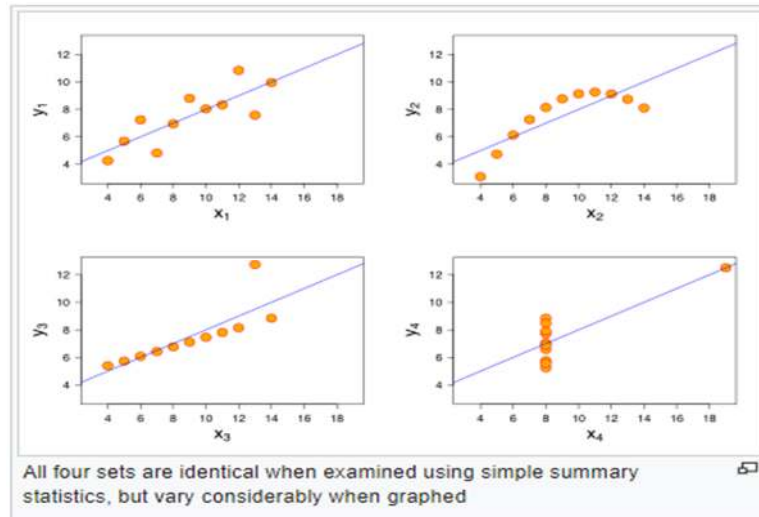 12
10
8
6
4
y1
4 6 8 10 12 14 16 18
x1
12
10
8
6
4
y2
4 6 8 10 12 14 16 18
x2
12
10
8
6
4
y3
4 6 8 10 12 14 16 18
x3
12
10
8
6
4
y4
4 6 8 10 12 14 16 18
x4
All four sets are identical when examined using simple summary
statistics, but vary considerably when graphed